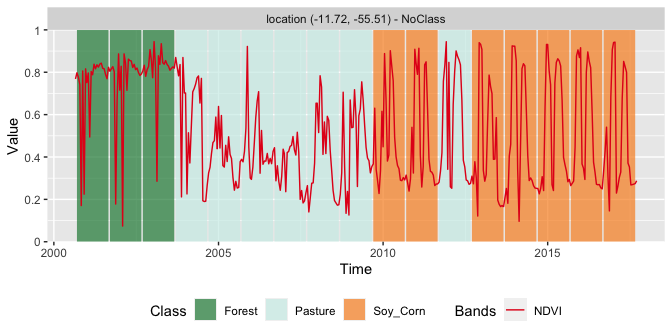 location (-11.72, -55.51) - NoClass
1
0.8
0.6
0.4
0.2
0
Value
2000 2005 2010 2015
Time
Class Forest Pasture Soy_Corn Bands NDVI